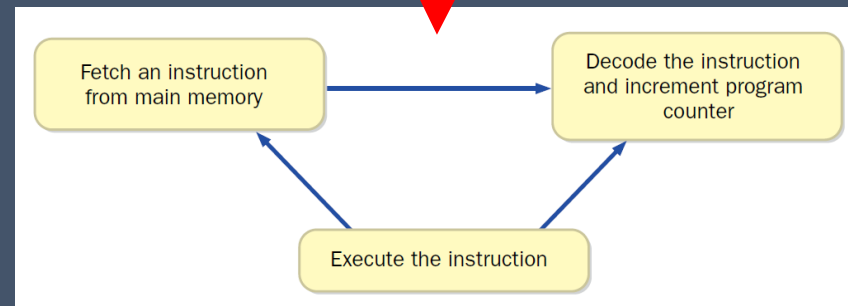 Fetch an instruction
from main memory
Decode the instruction
and increment program
counter
Execute the instruction